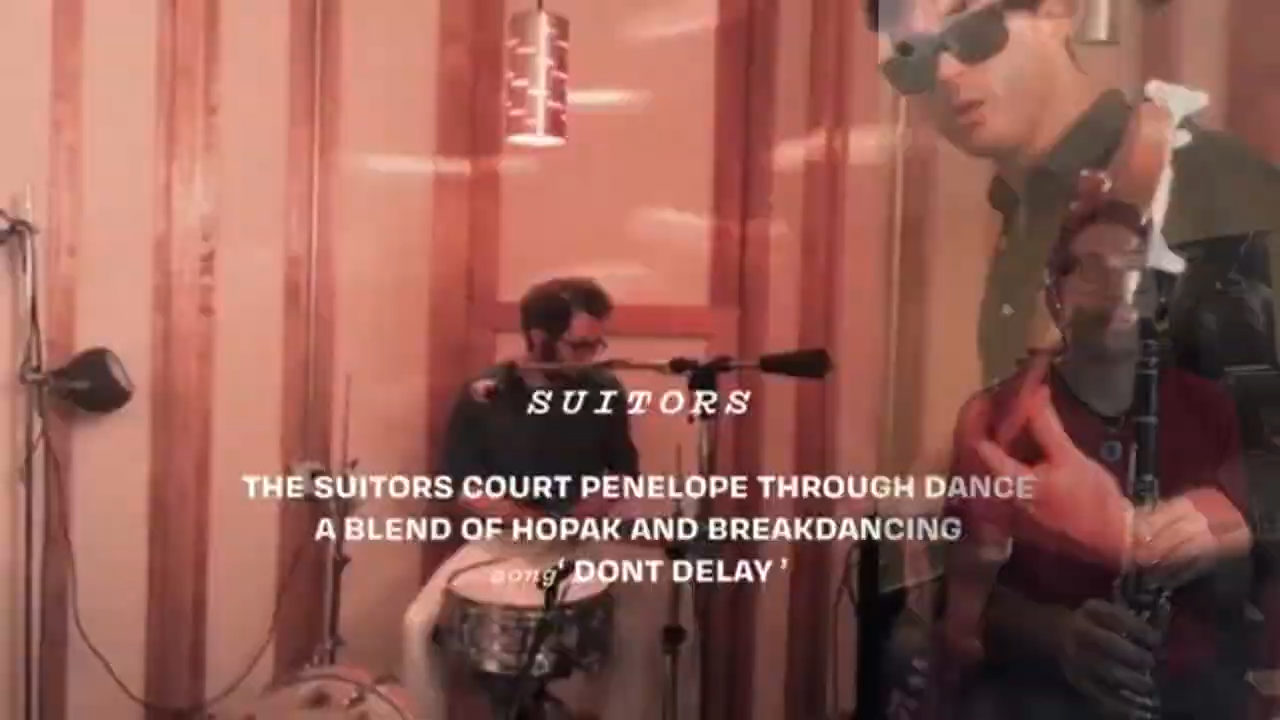 SUITORS
THE SUITORS COURT PENELOPE THROUGH DANCE
A BLEND OF HOPAK AND BREAKDANCING
song ‘ DONT DELAY ’